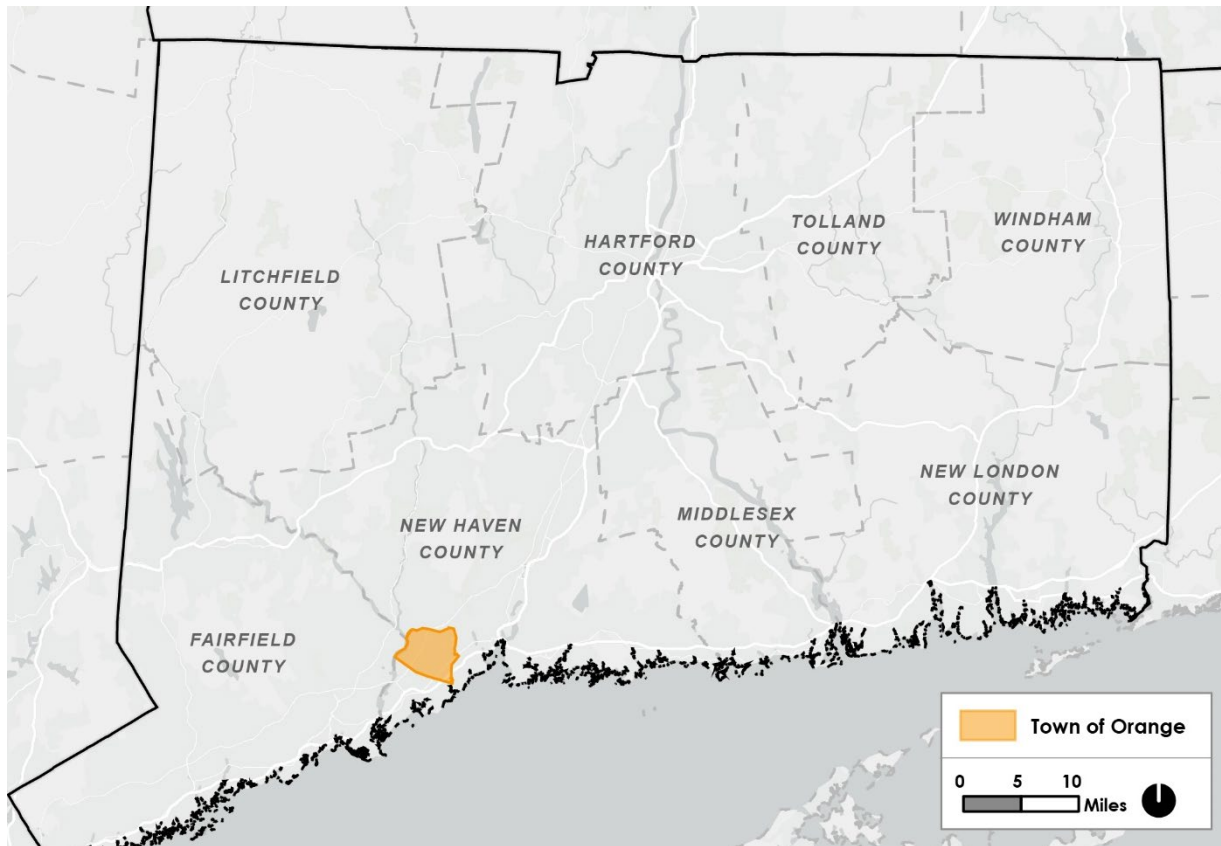 HARTFORD
COUNTY
TOLLAND
COUNTY
WINDHAM
COUNTY
LITCHFIELD
COUNTY
NEW HAVEN
COUNTY
MIDDLESEX
COUNTY
NEW LONDON
COUNTY
FAIRFIELD
COUNTY
Town of Orange
0 5 10
Miles